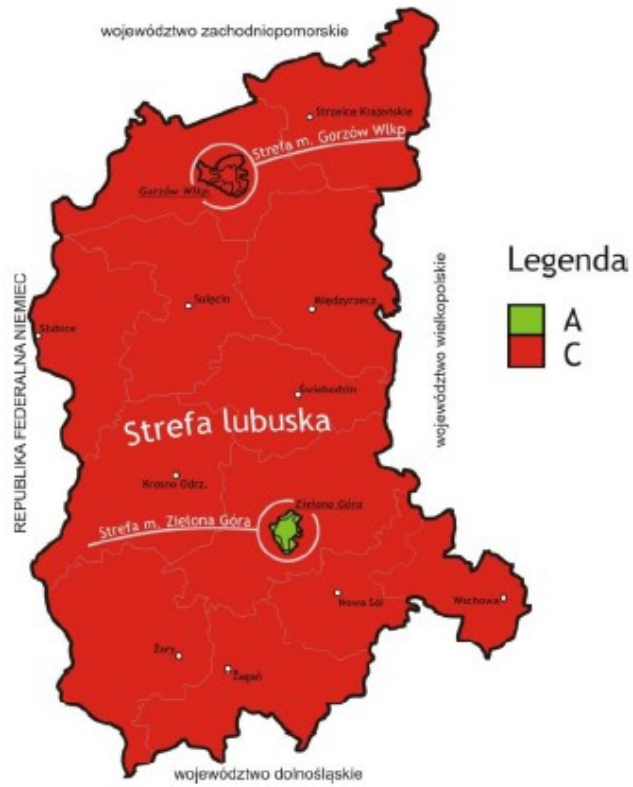 województwo zachodniopomorskie
Strzelce Krajeńskie
Strefa m. Gorzów Wlkp
Gorzów Wlkp.
REPUBLIKA FEDERALNA NIEMIEC
Słubice
Sulęcin
Międzyrzecz
województwo wielkopolskie
Legenda
A
C
Świebodzin
Strefa lubuska
Krosno Odrz.
Zielona Góra
Strefa m. Zielona Góra
Nowa Sól
Wschowa
Żary
Żagań
województwo dolnośląskie